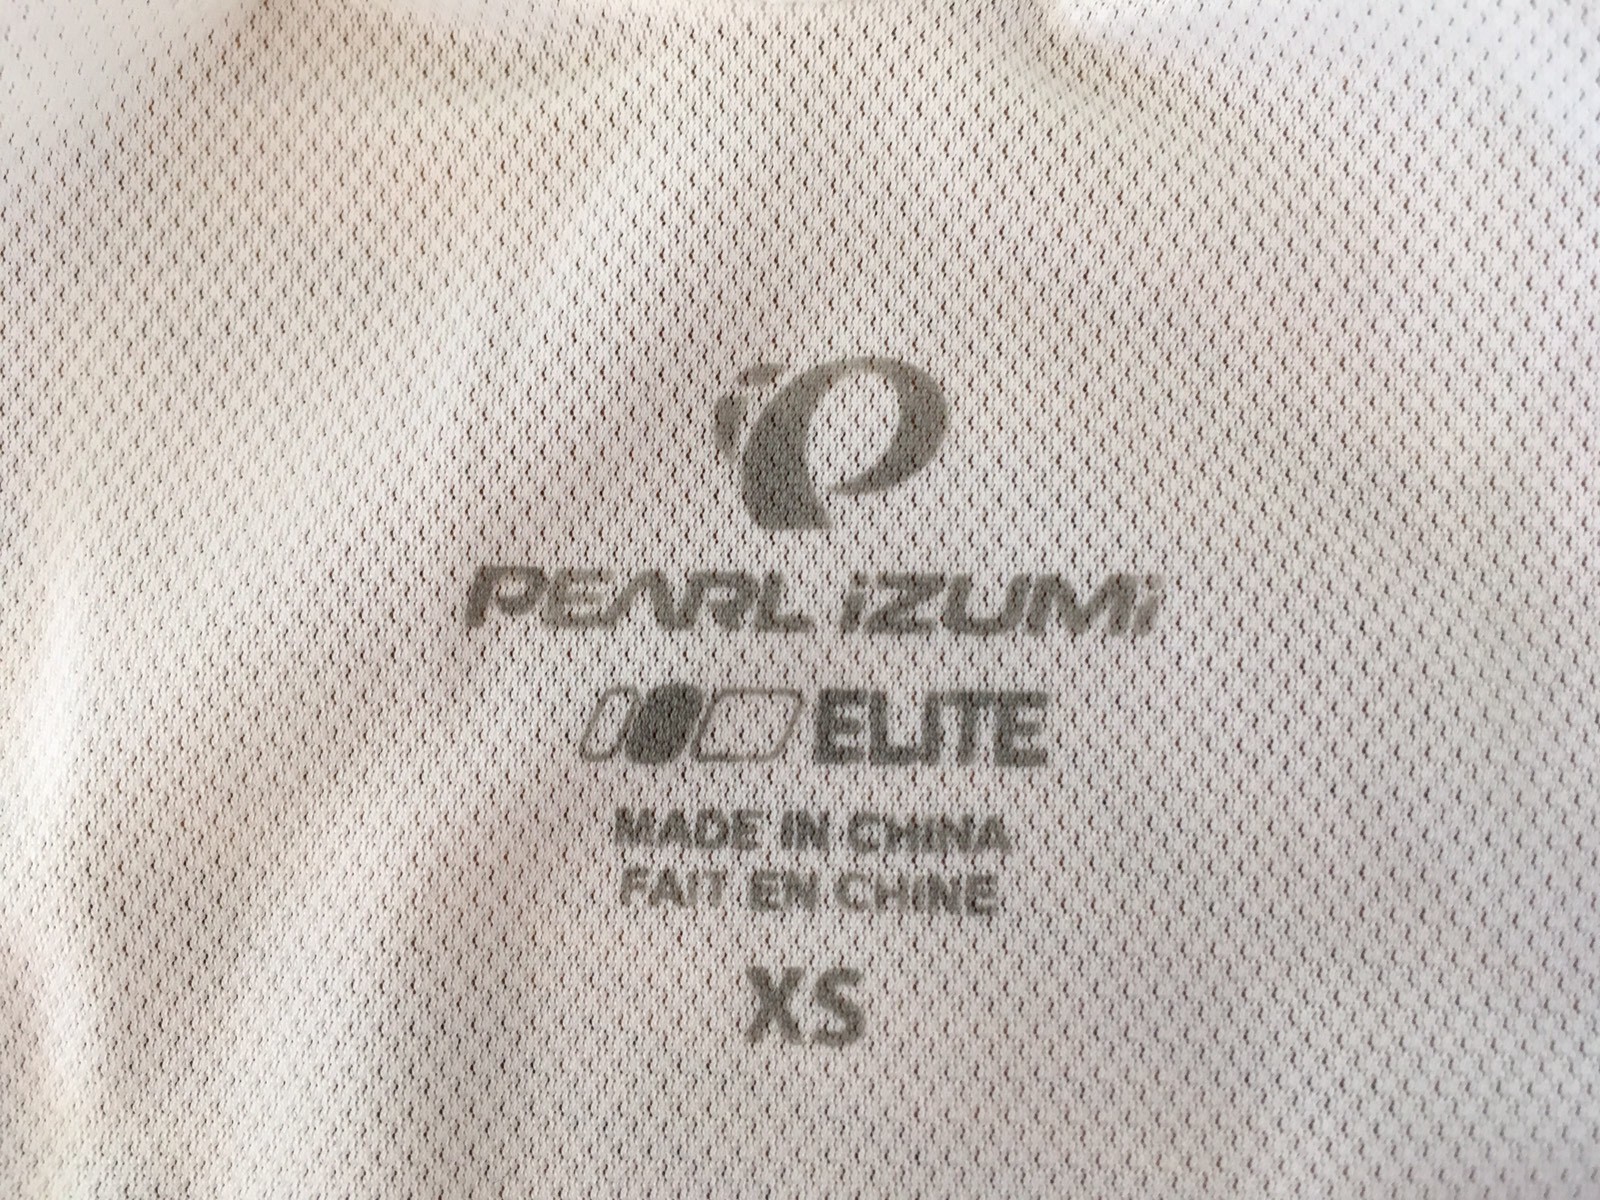 PEARL iZUMi
ELITE
MADE IN CHINA
FAIT EN CHINE
XS